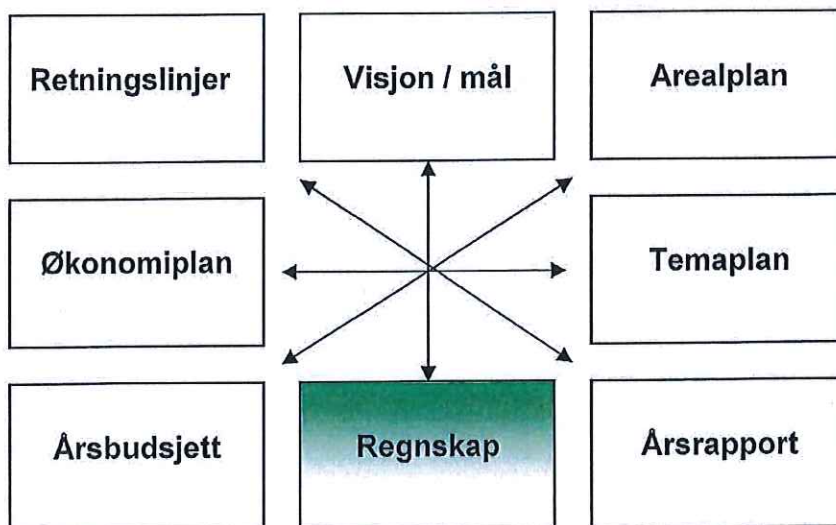 Retningslinjer
Visjon / mål
Arealplan
Økonomiplan
Temaplan
Årsbudsjett
Regnskap
Årsrapport